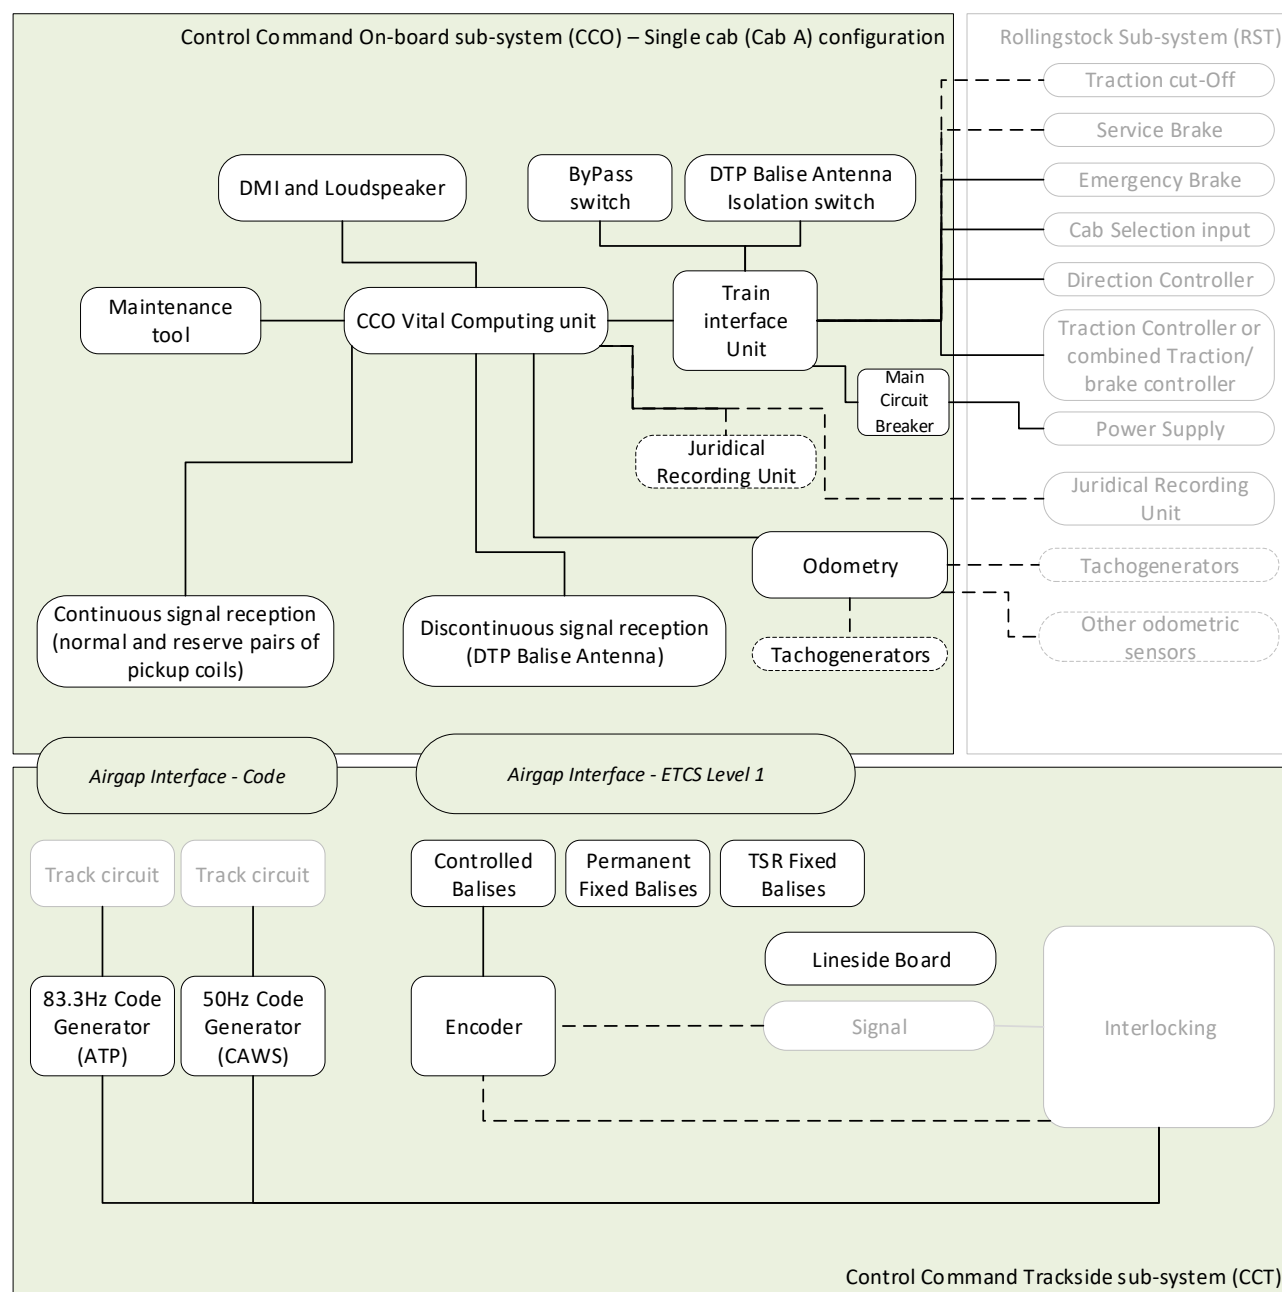 Control Command On-board sub-system (CCO) – Single cab (Cab A) configuration
Rollingstock Sub-system (RST)
Traction cut-Off
Service Brake
Emergency Brake
Cab Selection input
Direction Controller
Traction Controller or
combined Traction/
brake controller
Power Supply
Juridical Recording
Unit
Tachogenerators
Other odometric
sensors
DMI and Loudspeaker
ByPass
switch
DTP Balise Antenna
Isolation switch
Maintenance
tool
CCO Vital Computing unit
Train
interface
Unit
Main
Circuit
Breaker
Juridical
Recording Unit
Odometry
Tachogenerators
Continuous signal reception
(normal and reserve pairs of
pickup coils)
Discontinuous signal reception
(DTP Balise Antenna)
Airgap Interface - Code
Airgap Interface - ETCS Level 1
Track circuit
Track circuit
Controlled
Balises
Permanent
Fixed Balises
TSR Fixed
Balises
83.3Hz Code
Generator
(ATP)
50Hz Code
Generator
(CAWS)
Encoder
Lineside Board
Signal
Interlocking
Control Command Trackside sub-system (CCT)